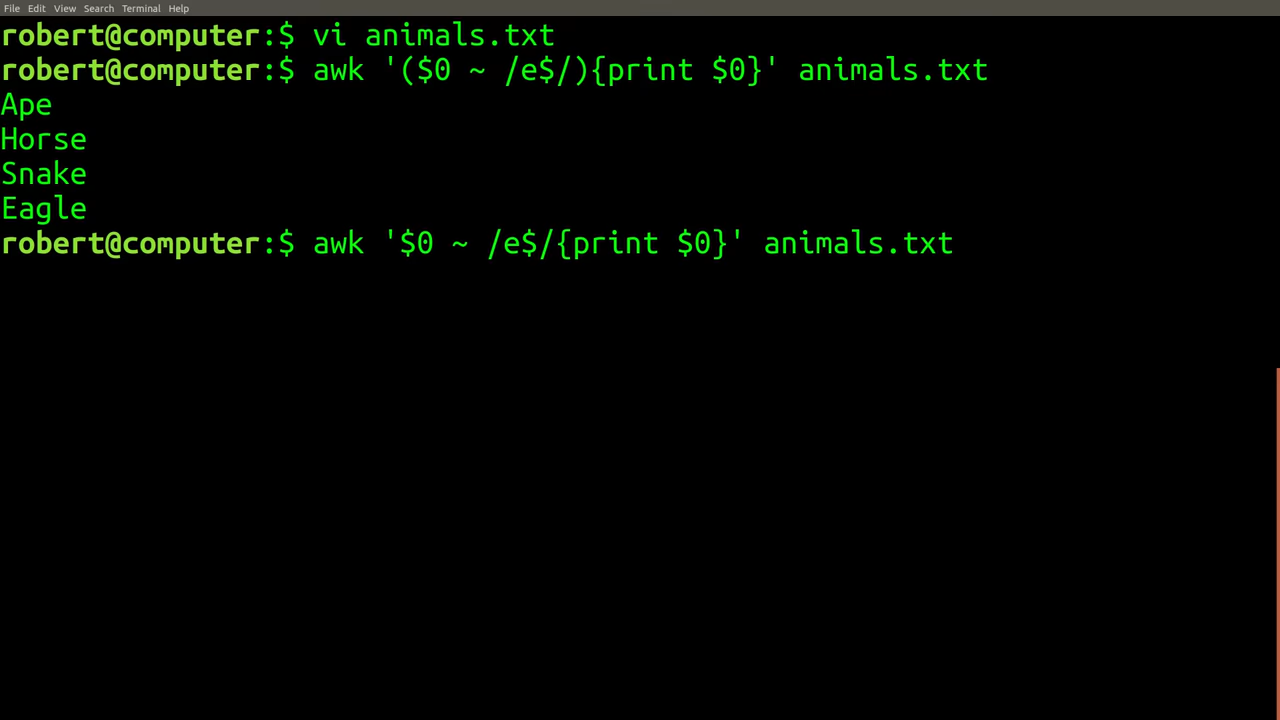 File Edit View Search Terminal Help
robert@computer:$ vi animals.txt
robert@computer:$ awk '($0 ~ /e$/){print $0}' animals.txt
Ape
Horse
Snake
Eagle
robert@computer:$ awk '$0 ~ /e$/{print $0}' animals.txt